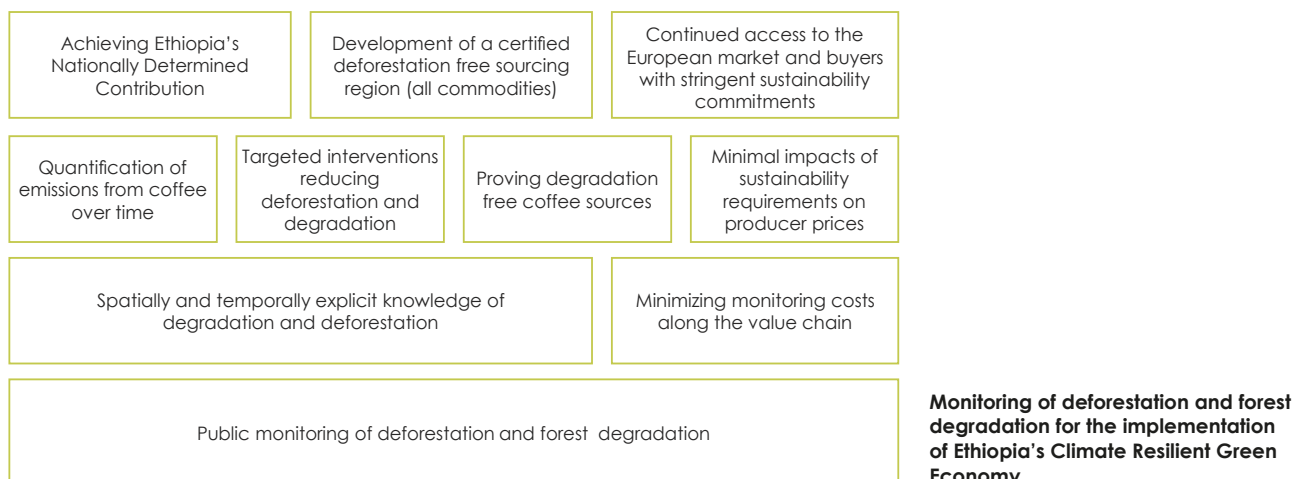 Achieving Ethiopia's
Nationally Determined
Contribution
Development of a certified
deforestation free sourcing
region (all commodities)
Continued access to the
European market and buyers
with stringent sustainability
commitments
Quantification of
emissions from coffee
over time
Targeted interventions
reducing
deforestation and
degradation
Proving degradation
free coffee sources
Minimal impacts of
sustainability
requirements on
producer prices
Spatially and temporally explicit knowledge of
degradation and deforestation
Minimizing monitoring costs
along the value chain
Public monitoring of deforestation and forest degradation
Monitoring of deforestation and forest
degradation for the implementation
of Ethiopia's Climate Resilient Green
Economy